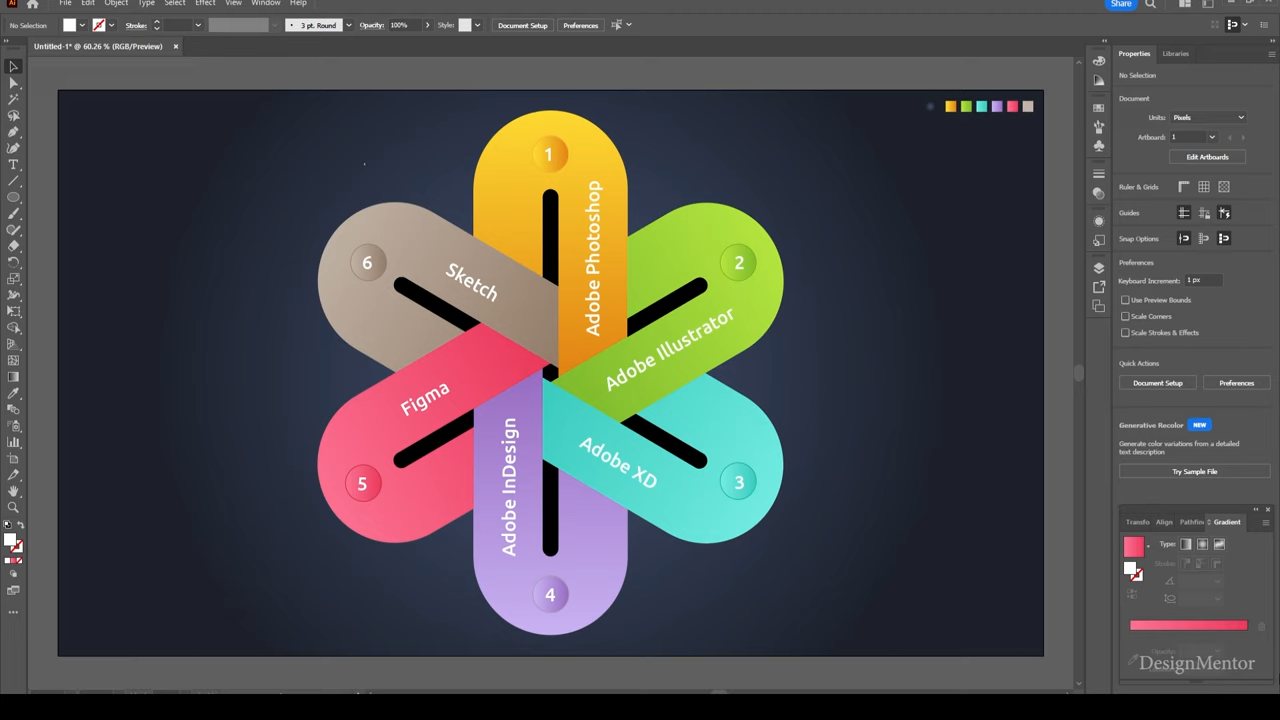 Ai File Edit Object Type Select Effect View Window Help Share
No Selection Stroke: 3 pt. Round Opacity: 100% Style: Document Setup Preferences
Untitled-1* @ 60.26 % (RGB/Preview) ×
1
Adobe Photoshop
2
Adobe Illustrator
3
Adobe XD
4
Adobe InDesign
5
Figma
6
Sketch
Properties Libraries
No Selection
Document
Units: Pixels
Artboard: 1
Edit Artboards
Ruler & Grids
Guides
Snap Options
Preferences
Keyboard Increment: 1 px
Use Preview Bounds
Scale Corners
Scale Strokes & Effects
Quick Actions
Document Setup Preferences
Generative Recolor NEW
Generate color variations from a detailed
text description
Try Sample File
Transfo Align Pathfin Gradient
Type:
Stroke:
Opacity:
DesignMentor